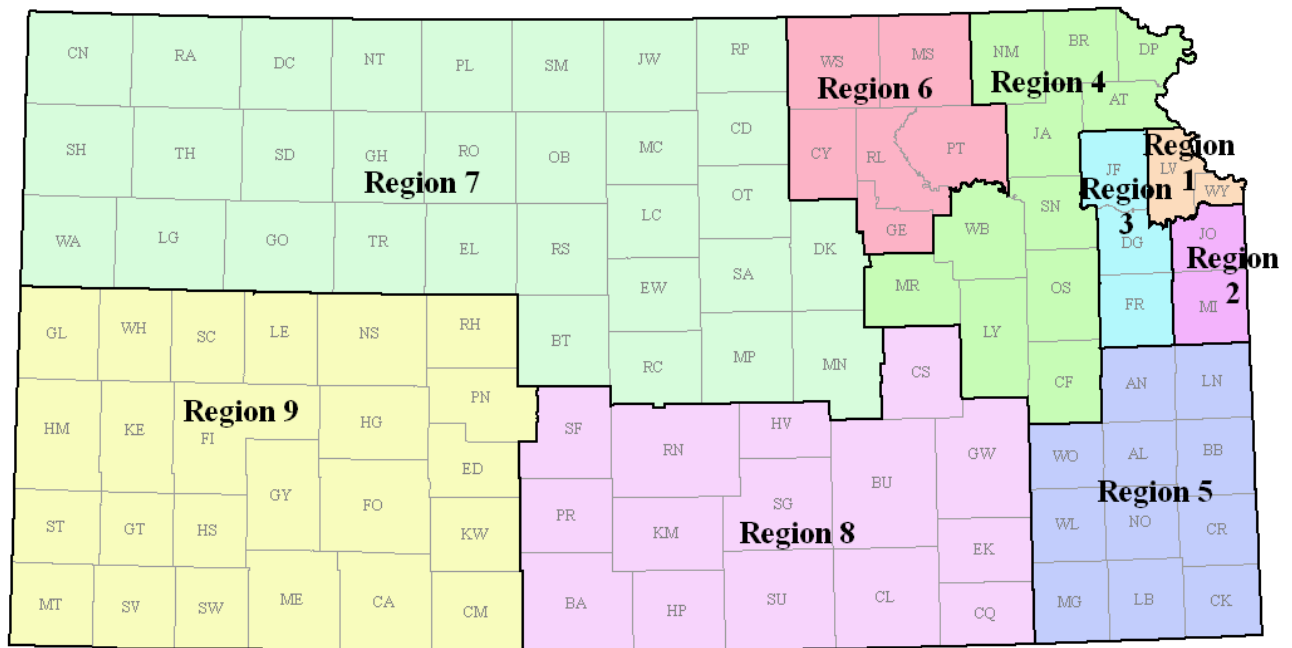 CN RA DC NT PL SM JW RP WS MS NM BR DP
Region 6 Region 4
AT
SH TH SD GH RO OB MC CD CY RL PT JA
Region 7
JF LV
Region 1
WY
Region 3
WA LG GO TR EL RS LC OT DK GE WB SN DG JO
Region 2
EW SA MR OS FR MI
GL WH SC LE NS RH BT RC MP MN LY
CS CF AN LN
HM KE FI HG PN SF RN HV GW WO AL BB
Region 9
ED BU
Region 5
ST GT HS GY FO KW PR KM SG EK WL NO CR
Region 8
MT SV SW ME CA CM BA HP SU CL CQ MG LB CK